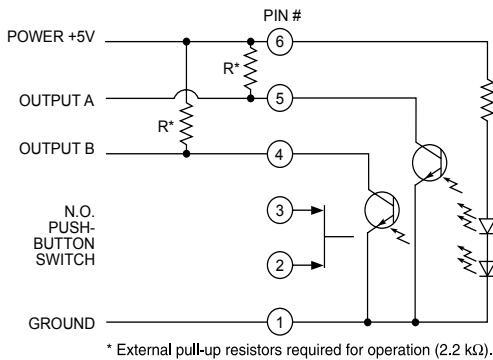 PIN #
POWER +5V
6
R*
OUTPUT A
5
R*
OUTPUT B
4
N.O.
PUSH-
BUTTON
SWITCH
3
2
GROUND
1
* External pull-up resistors required for operation (2.2 kΩ).